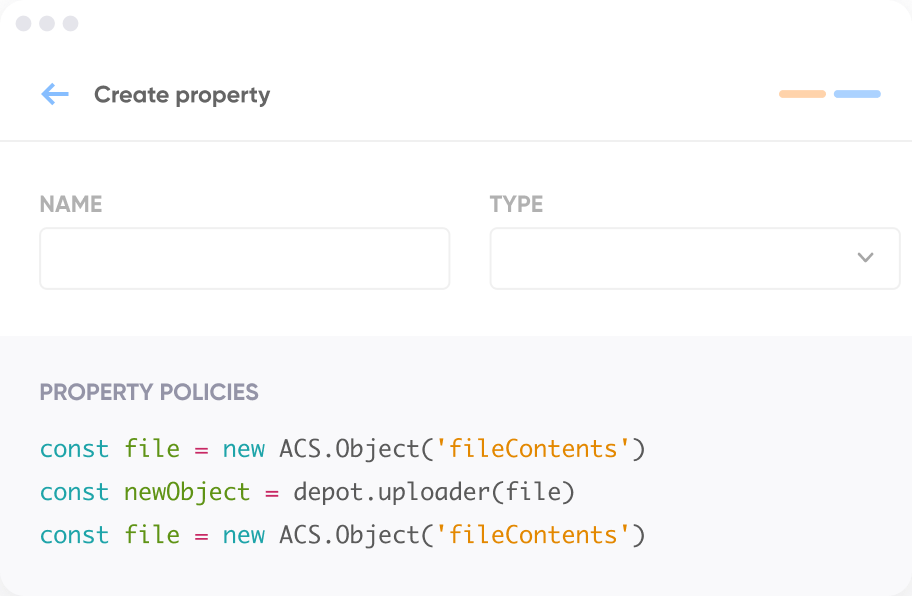 Create property
NAME
TYPE
PROPERTY POLICIES
const file = new ACS.Object('fileContents')
const newObject = depot.uploader(file)
const file = new ACS.Object('fileContents')